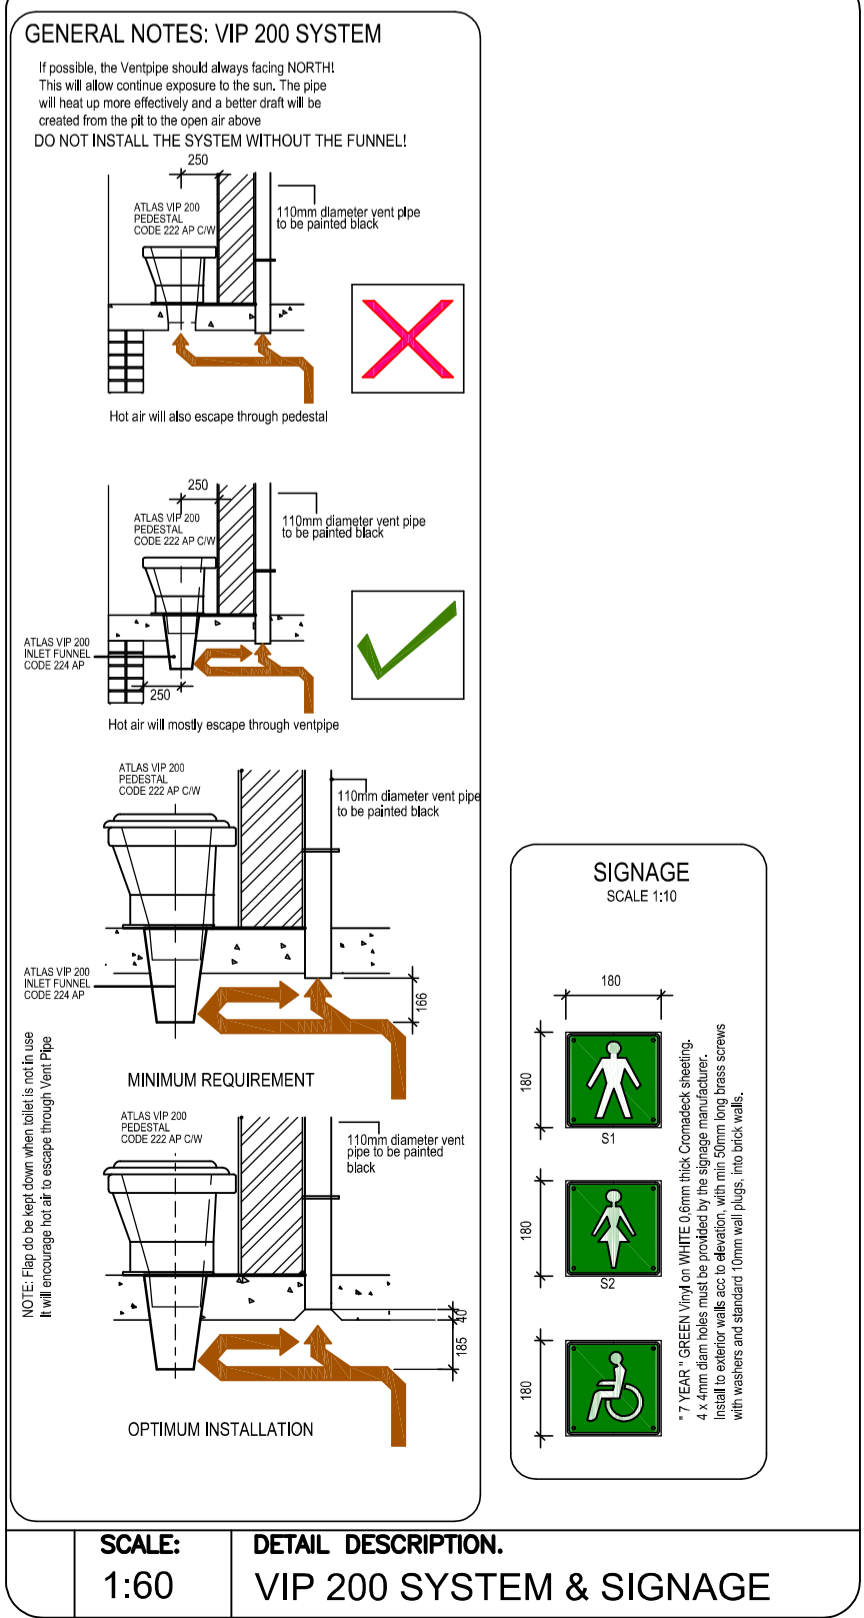 GENERAL NOTES: VIP 200 SYSTEM
If possible, the Ventpipe should always facing NORTH!
This will allow continue exposure to the sun. The pipe
will heat up more effectively and a better draft will be
created from the pit to the open air above
DO NOT INSTALL THE SYSTEM WITHOUT THE FUNNEL!
250
ATLAS VIP 200
PEDESTAL
CODE 222 AP C/W
110mm diameter vent pipe
to be painted black
Hot air will also escape through pedestal
250
ATLAS VIP 200
PEDESTAL
CODE 222 AP C/W
110mm diameter vent pipe
to be painted black
ATLAS VIP 200
INLET FUNNEL
CODE 224 AP
250
Hot air will mostly escape through ventpipe
ATLAS VIP 200
PEDESTAL
CODE 222 AP C/W
110mm diameter vent pipe
to be painted black
ATLAS VIP 200
INLET FUNNEL
CODE 224 AP
166
MINIMUM REQUIREMENT
NOTE: Flap do be kept down when toilet is not in use
It will encourage hot air to escape through Vent Pipe
ATLAS VIP 200
PEDESTAL
CODE 222 AP C/W
110mm diameter vent
pipe to be painted
black
40
185
OPTIMUM INSTALLATION
SIGNAGE
SCALE 1:10
180
180
S1
180
S2
180
" 7 YEAR " GREEN Vinyl on WHITE 0,6mm thick Cromadeck sheeting.
4 x 4mm diam holes must be provided by the signage manufacturer.
Install to exterior walls acc to elevation, with min 50mm long brass screws
with washers and standard 10mm wall plugs, into brick walls.
SCALE:
1:60
DETAIL DESCRIPTION.
VIP 200 SYSTEM & SIGNAGE